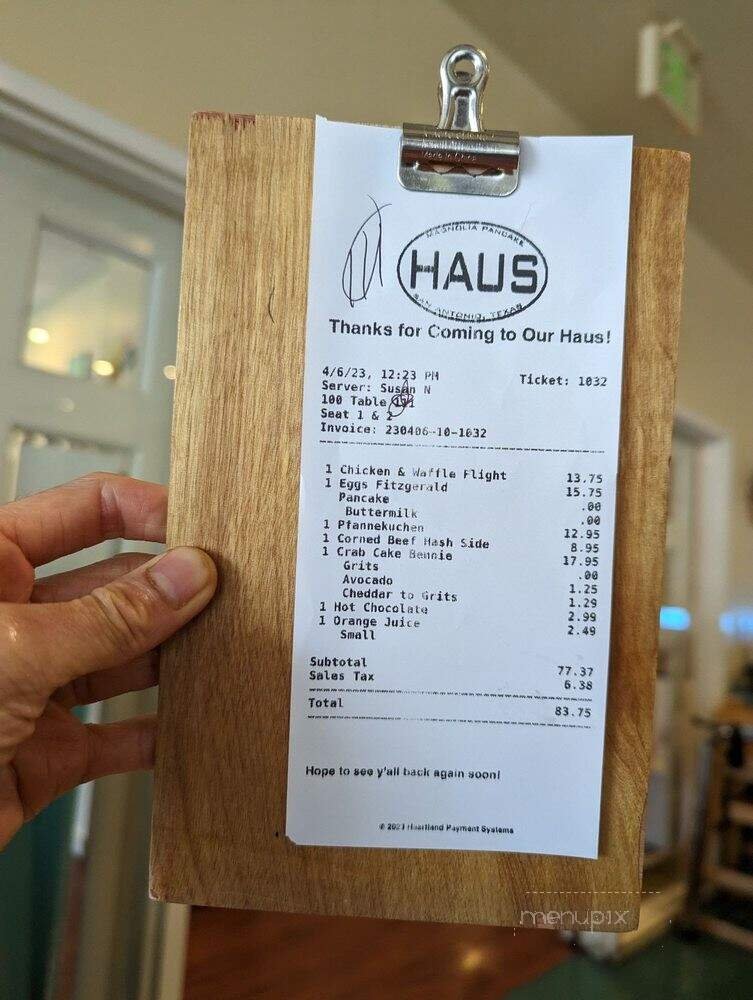 MAGNOLIA PANCAKE
HAUS
SAN ANTONIO, TEXAS
Thanks for Coming to Our Haus!
4/6/23, 12:23 PM Ticket: 1032
Server: Susan N
100 Table
Seat 1 & 2
Invoice: 230406-10-1032
1 Chicken & Waffle Flight 13.75
1 Eggs Fitzgerald 15.75
Pancake .00
Buttermilk .00
1 Pfannekuchen 12.95
1 Corned Beef Hash Side 8.95
1 Crab Cake Bennie 17.95
Grits .00
Avocado 1.25
Cheddar to Grits 1.29
1 Hot Chocolate 2.99
1 Orange Juice 2.49
Small
Subtotal 77.37
Sales Tax 6.38
Total 83.75
Hope to see y'all back again soon!
© 2023 Heartland Payment Systems
menupix